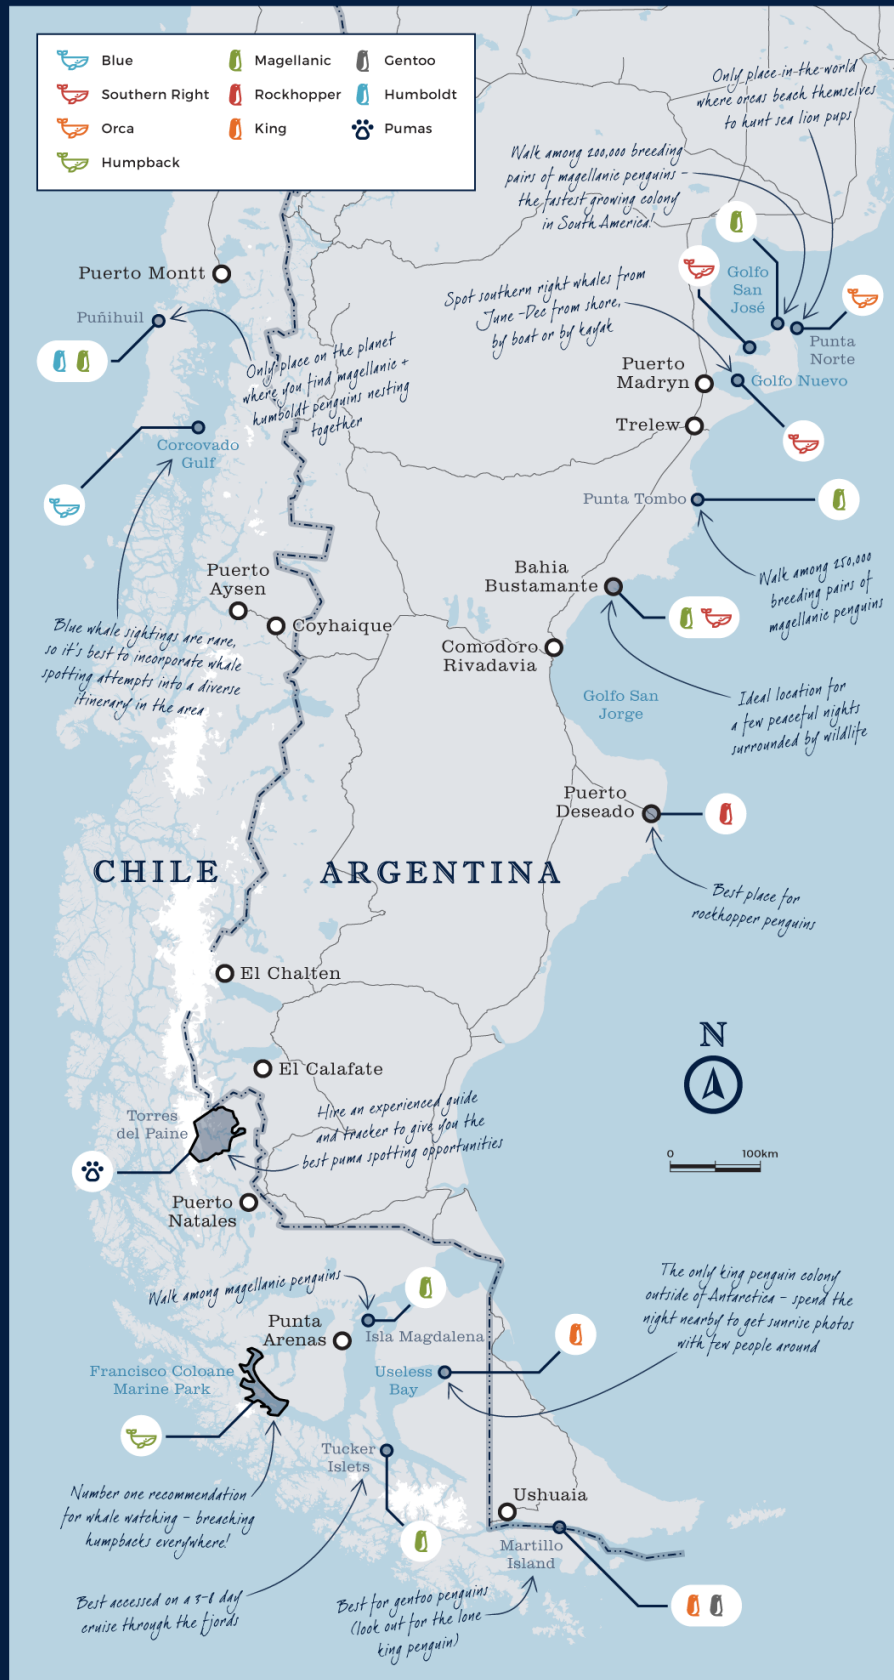 Blue
Southern Right
Orca
Humpback
Magellanic
Rockhopper
King
Gentoo
Humboldt
Pumas
Only place in the world
where orcas beach themselves
to hunt sea lion pups
Walk among 200,000 breeding
pairs of magellanic penguins –
the fastest growing colony
in South America!
Puerto Montt
Puñihuil
Spot southern right whales from
June -Dec from shore,
by boat or by kayak
Golfo
San
José
Punta
Norte
Only place on the planet
where you find magellanic +
humboldt penguins nesting
together
Puerto
Madryn
Golfo Nuevo
Trelew
Corcovado
Gulf
Punta Tombo
Walk among 250,000
breeding pairs of
magellanic penguins
Puerto
Aysen
Coyhaique
Bahia
Bustamante
Comodoro
Rivadavia
Blue whale sightings are rare,
so it's best to incorporate whale
spotting attempts into a diverse
itinerary in the area
Golfo San
Jorge
Ideal location for
a few peaceful nights
surrounded by wildlife
Puerto
Deseado
CHILE
ARGENTINA
Best place for
rockhopper penguins
El Chalten
N
El Calafate
Torres
del Paine
Hire an experienced guide
and tracker to give you the
best puma spotting opportunities
0 100km
Puerto
Natales
Walk among magellanic penguins
The only king penguin colony
outside of Antarctica – spend the
night nearby to get sunrise photos
with few people around
Punta
Arenas
Isla Magdalena
Francisco Coloane
Marine Park
Useless
Bay
Tucker
Islets
Number one recommendation
for whale watching – breaching
humpbacks everywhere!
Ushuaia
Martillo
Island
Best accessed on a 3-8 day
cruise through the fjords
Best for gentoo penguins
(look out for the lone
king penguin)